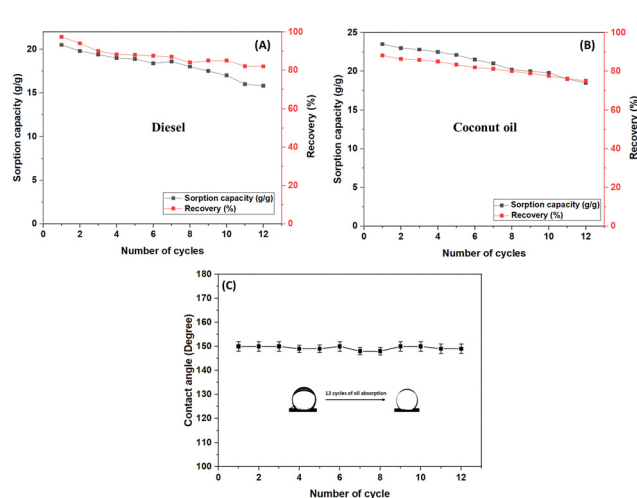 (A)
Diesel
Sorption capacity (g/g)
Recovery (%)
0
5
10
15
20
0
20
40
60
80
100
0 2 4 6 8 10 12
Number of cycles
Sorption capacity (g/g)
Recovery (%)
(B)
Coconut oil
Sorption capacity (g/g)
Recovery (%)
0
5
10
15
20
25
0
20
40
60
80
100
0 2 4 6 8 10 12
Number of cycles
Sorption capacity (g/g)
Recovery (%)
(C)
Contact angle (Degree)
180
170
160
150
140
130
120
110
100
12 cycles of oil absorption
0 2 4 6 8 10 12
Number of cycle